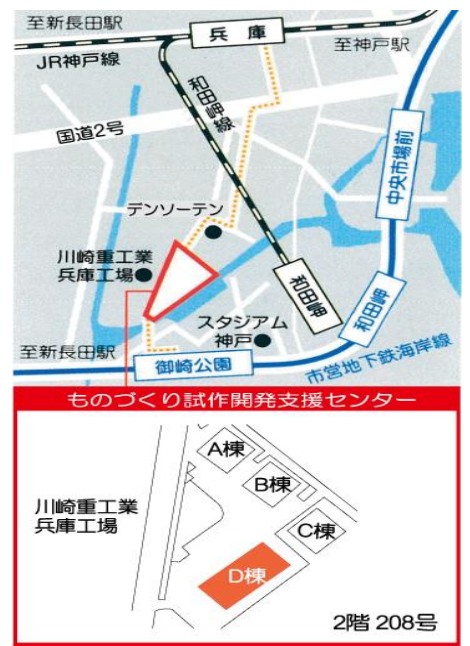 至新長田駅
兵庫
至神戸駅
JR神戸線
和田岬線
国道2号
中央市場前
デンソーテン
川崎重工業
兵庫工場
和田岬
和田岬
スタジアム
神戸
至新長田駅
御崎公園
市営地下鉄海岸線
ものづくり試作開発支援センター
A棟
B棟
川崎重工業
兵庫工場
C棟
D棟
2階 208号